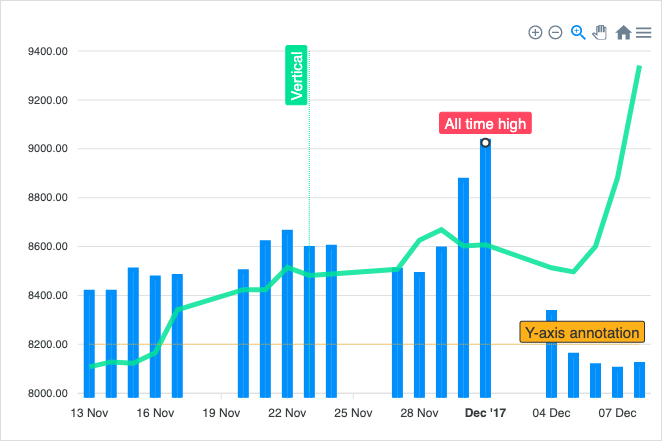 9400.00
9200.00
9000.00
8800.00
8600.00
8400.00
8200.00
8000.00
Vertical
All time high
Y-axis annotation
13 Nov 16 Nov 19 Nov 22 Nov 25 Nov 28 Nov Dec '17 04 Dec 07 Dec